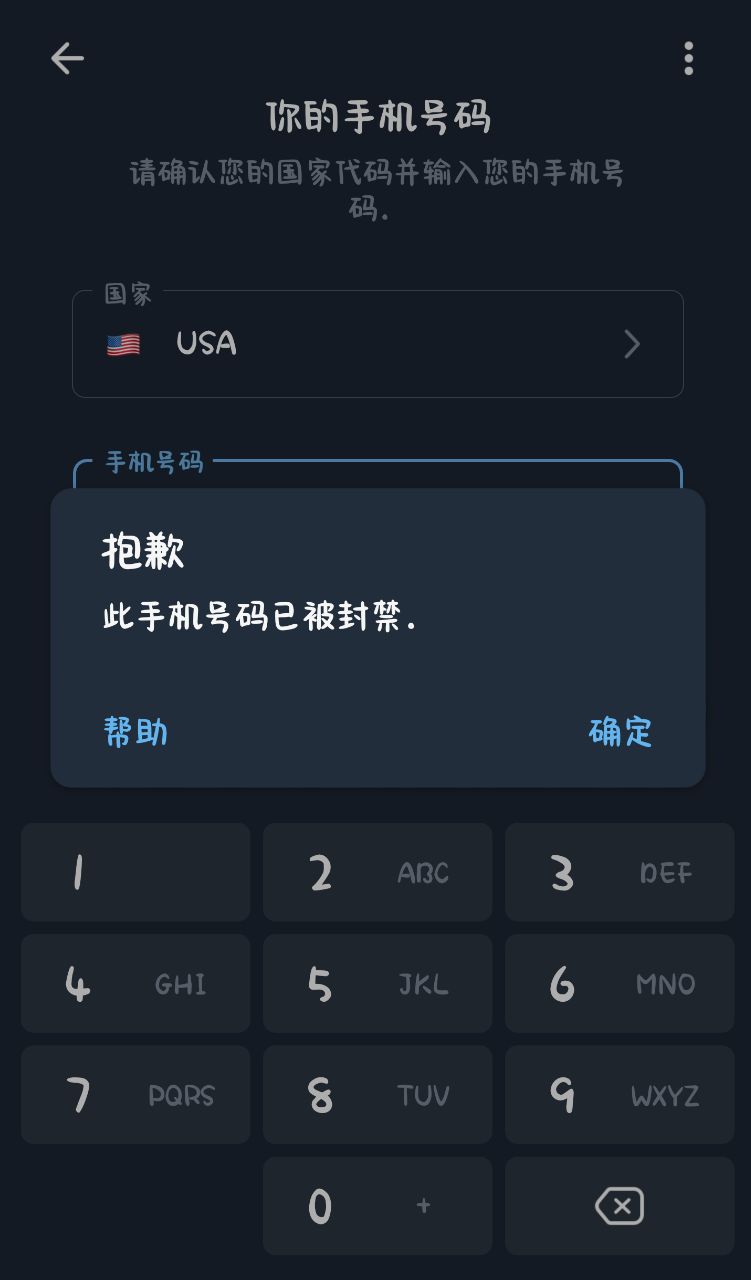 你的手机号码
请确认您的国家代码并输入您的手机号
码.
国家
USA
手机号码
抱歉
此手机号码已被封禁.
帮助 确定
1 2 ABC 3 DEF
4 GHI 5 JKL 6 MNO
7 PQRS 8 TUV 9 WXYZ
0 +